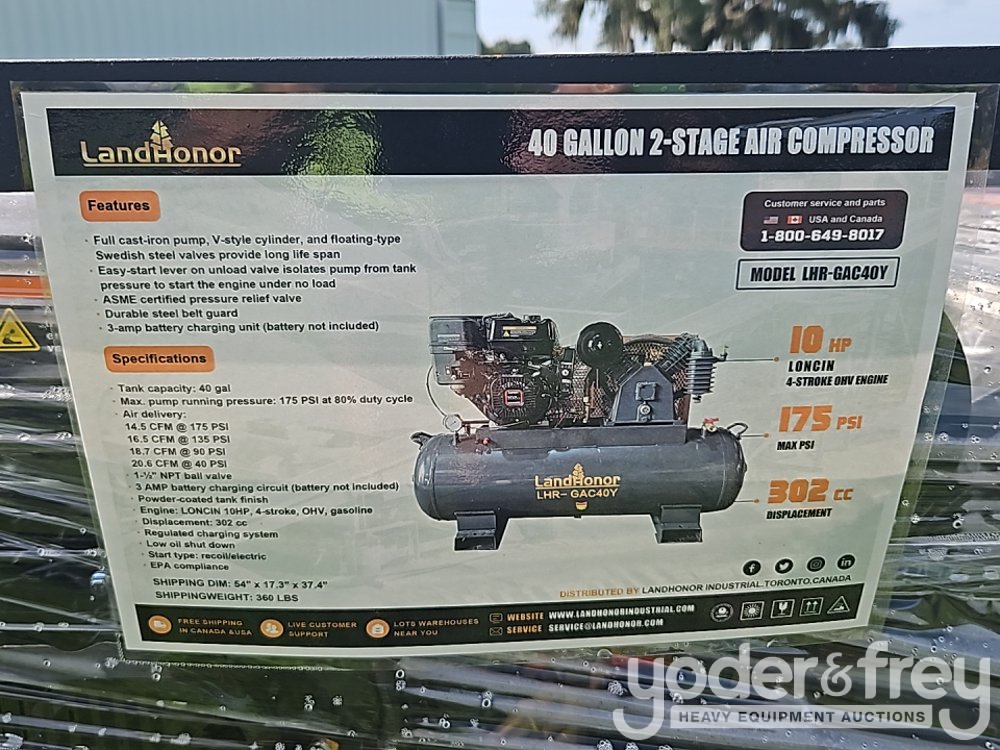 LANDHONOR
40 GALLON 2-STAGE AIR COMPRESSOR
Features
· Full cast-iron pump, V-style cylinder, and floating-type
Swedish steel valves provide long life span
· Easy-start lever on unload valve isolates pump from tank
pressure to start the engine under no load
· ASME certified pressure relief valve
· Durable steel belt guard
· 3-amp battery charging unit (battery not included)
Customer service and parts
USA and Canada
1-800-649-8017
MODEL LHR-GAC40Y
Specifications
· Tank capacity: 40 gal
· Max. pump running pressure: 175 PSI at 80% duty cycle
· Air delivery:
14.5 CFM @ 175 PSI
16.5 CFM @ 135 PSI
18.7 CFM @ 90 PSI
20.6 CFM @ 40 PSI
· 1-½" NPT ball valve
· 3 AMP battery charging circuit (battery not included)
· Powder-coated tank finish
· Engine: LONCIN 10HP, 4-stroke, OHV, gasoline
· Displacement: 302 cc
· Regulated charging system
· Low oil shut down
· Start type: recoil/electric
· EPA compliance
SHIPPING DIM: 54" x 17.3" x 37.4"
SHIPPINGWEIGHT: 360 LBS
10 HP
LONCIN
4-STROKE OHV ENGINE
175 PSI
MAX PSI
302 CC
DISPLACEMENT
LANDHONOR
LHR- GAC40Y
DISTRIBUTED BY LANDHONOR INDUSTRIAL.TORONTO.CANADA
FREE SHIPPING
IN CANADA &USA
LIVE CUSTOMER
SUPPORT
LOTS WAREHOUSES
NEAR YOU
WEBSITE WWW.LANDHONORINDUSTRIAL.COM
SERVICE SERVICE@LANDHONOR.COM
yoder&frey
HEAVY EQUIPMENT AUCTIONS